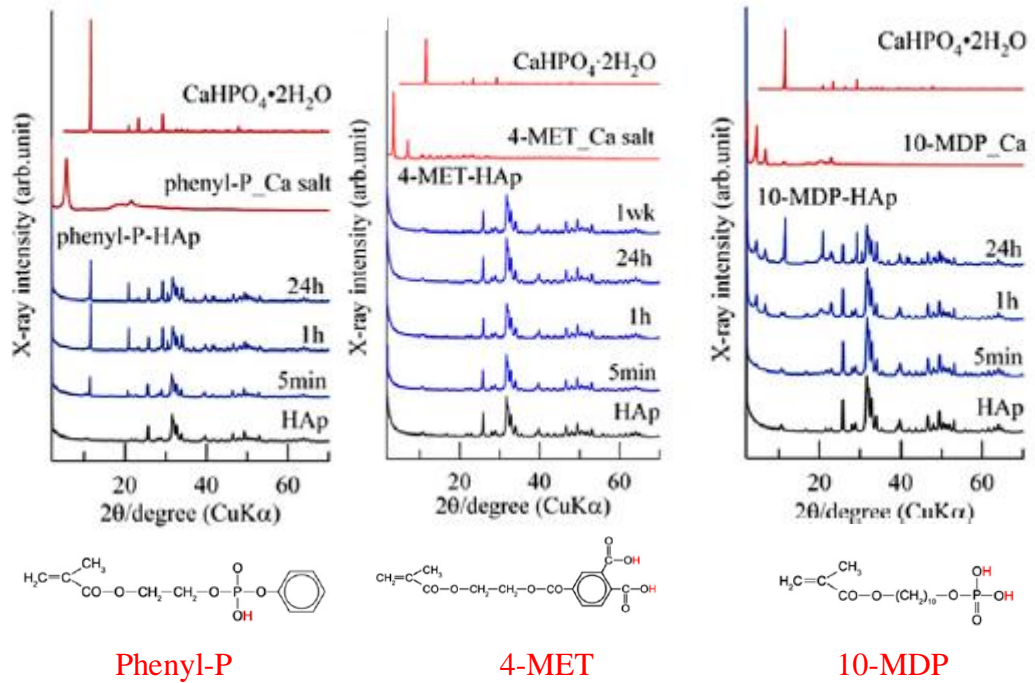 X-ray intensity (arb.unit)
CaHPO₄•2H₂O
phenyl-P_Ca salt
phenyl-P-HAp
24h
1h
5min
HAp
20 40 60
2θ/degree (CuKα)
X-ray intensity (arb.unit)
CaHPO₄·2H₂O
4-MET_Ca salt
4-MET-HAp
1wk
24h
1h
5min
HAp
20 40 60
2θ/degree (CuKα)
X-ray intensity (arb.unit)
CaHPO₄•2H₂O
10-MDP_Ca
10-MDP-HAp
24h
1h
5min
HAp
20 40 60
2θ/degree (CuKα)
CH₃
H₂C
CO-O-CH₂-CH₂-O-P-O
O
OH
CH₃
H₂C
CO-O-CH₂-CH₂-O-CO
O
C-OH
C-OH
O
CH₃
H₂C
CO-O-(CH₂)₁₀-O-P-OH
OH
O
Phenyl-P
4-MET
10-MDP